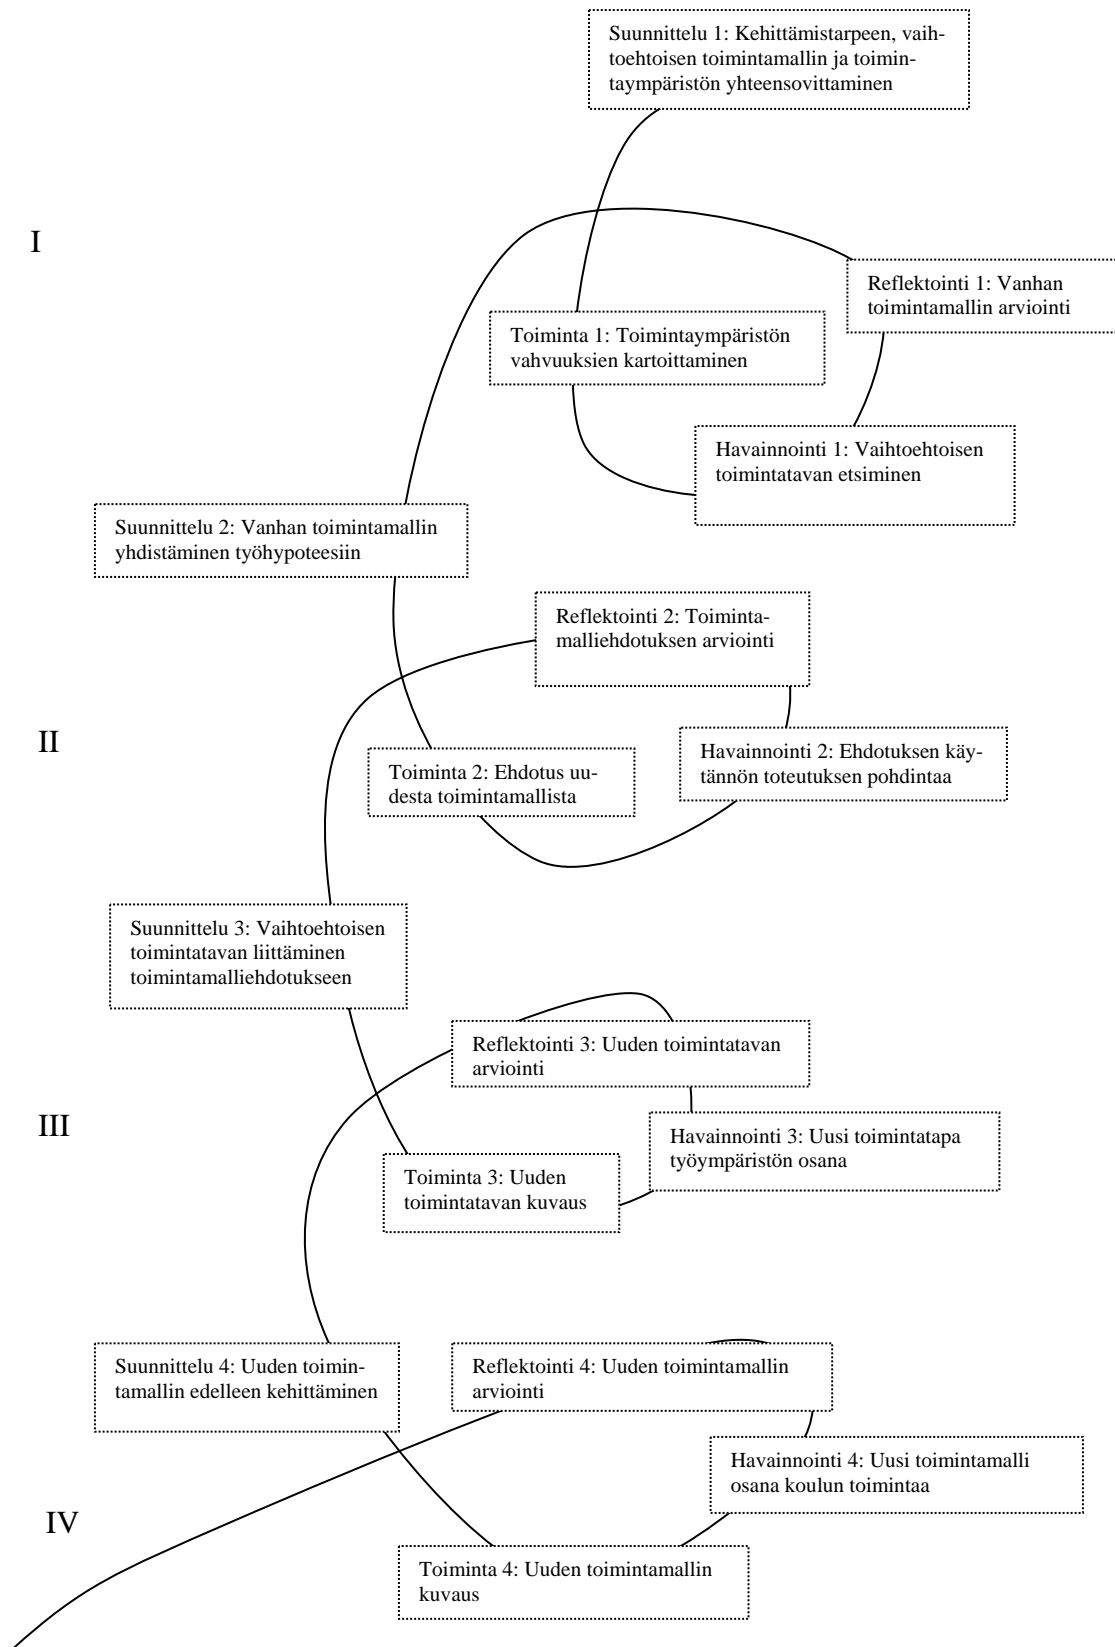 Suunnittelu 1: Kehittämistarpeen, vaih-
toehtoisen toimintamallin ja toimin-
taympäristön yhteensovittaminen
I
Reflektointi 1: Vanhan
toimintamallin arviointi
Toiminta 1: Toimintaympäristön
vahvuuksien kartoittaminen
Havainnointi 1: Vaihtoehtoisen
toimintatavan etsiminen
Suunnittelu 2: Vanhan toimintamallin
yhdistäminen työhypoteesiin
Reflektointi 2: Toiminta-
malliehdotuksen arviointi
II
Toiminta 2: Ehdotus uu-
desta toimintamallista
Havainnointi 2: Ehdotuksen käy-
tännön toteutuksen pohdintaa
Suunnittelu 3: Vaihtoehtoisen
toimintatavan liittäminen
toimintamalliehdotukseen
Reflektointi 3: Uuden toimintatavan
arviointi
III
Havainnointi 3: Uusi toimintatapa
työympäristön osana
Toiminta 3: Uuden
toimintatavan kuvaus
Suunnittelu 4: Uuden toimin-
tamallin edelleen kehittäminen
Reflektointi 4: Uuden toimintamallin
arviointi
Havainnointi 4: Uusi toimintamalli
osana koulun toimintaa
IV
Toiminta 4: Uuden toimintamallin
kuvaus